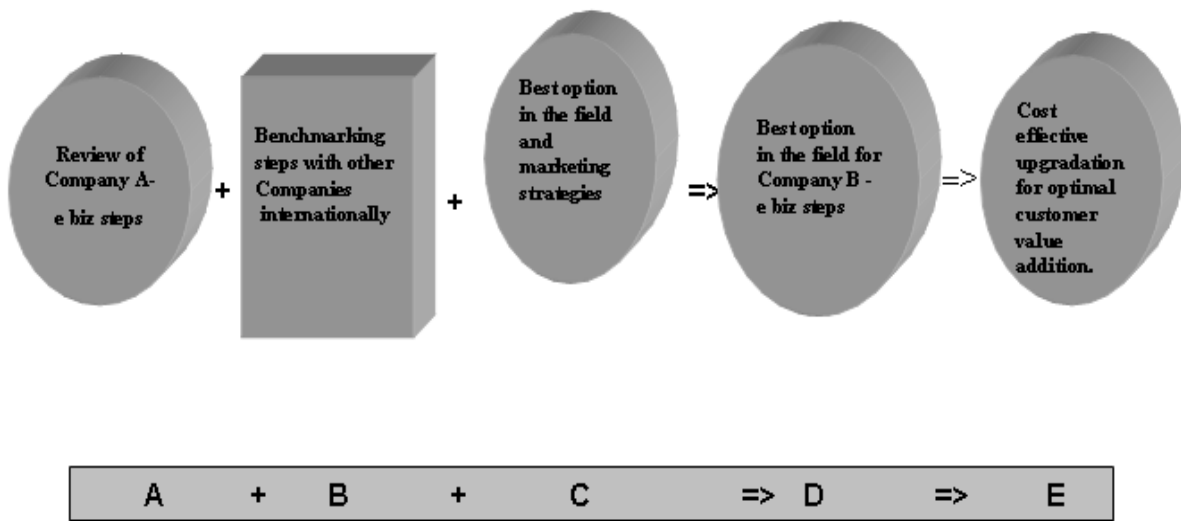 Review of
Company A-
e biz steps
+
Benchmarking
steps with other
Companies
internationally
+
Best option
in the field
and
marketing
strategies
=>
Best option
in the field for
Company B -
e biz steps
=>
Cost
effective
upgradation
for optimal
customer
value
addition.
A + B + C => D => E